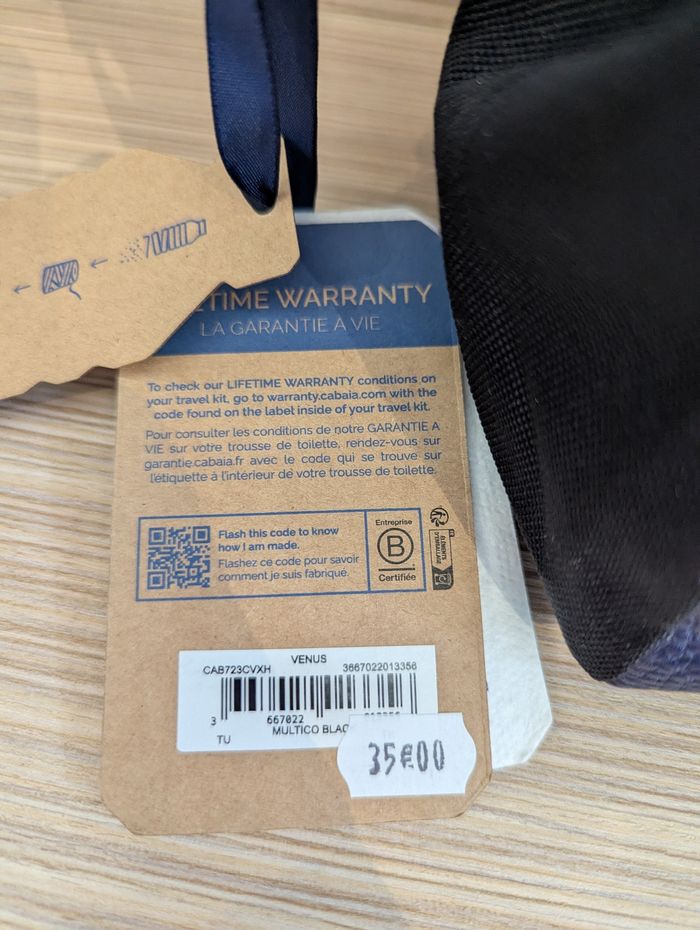 TIME WARRANTY
LA GARANTIE A VIE
To check our LIFETIME WARRANTY conditions on
your travel kit, go to warranty.cabaia.com with the
code found on the label inside of your travel kit.
Pour consulter les conditions de notre GARANTIE A
VIE sur votre trousse de toilette, rendez-vous sur
garantie.cabaia.fr avec le code qui se trouve sur
l'étiquette à l'intérieur de votre trousse de toilette.
Flash this code to know
how I am made.
Flashez ce code pour savoir
comment je suis fabriqué.
Entreprise
B
Certifiée
FR
ÉLÉMENTS
D'EMBALLAGE
VENUS
CAB723CVXH 3667022013356
3 667022
TU MULTICO BLAC
35€00